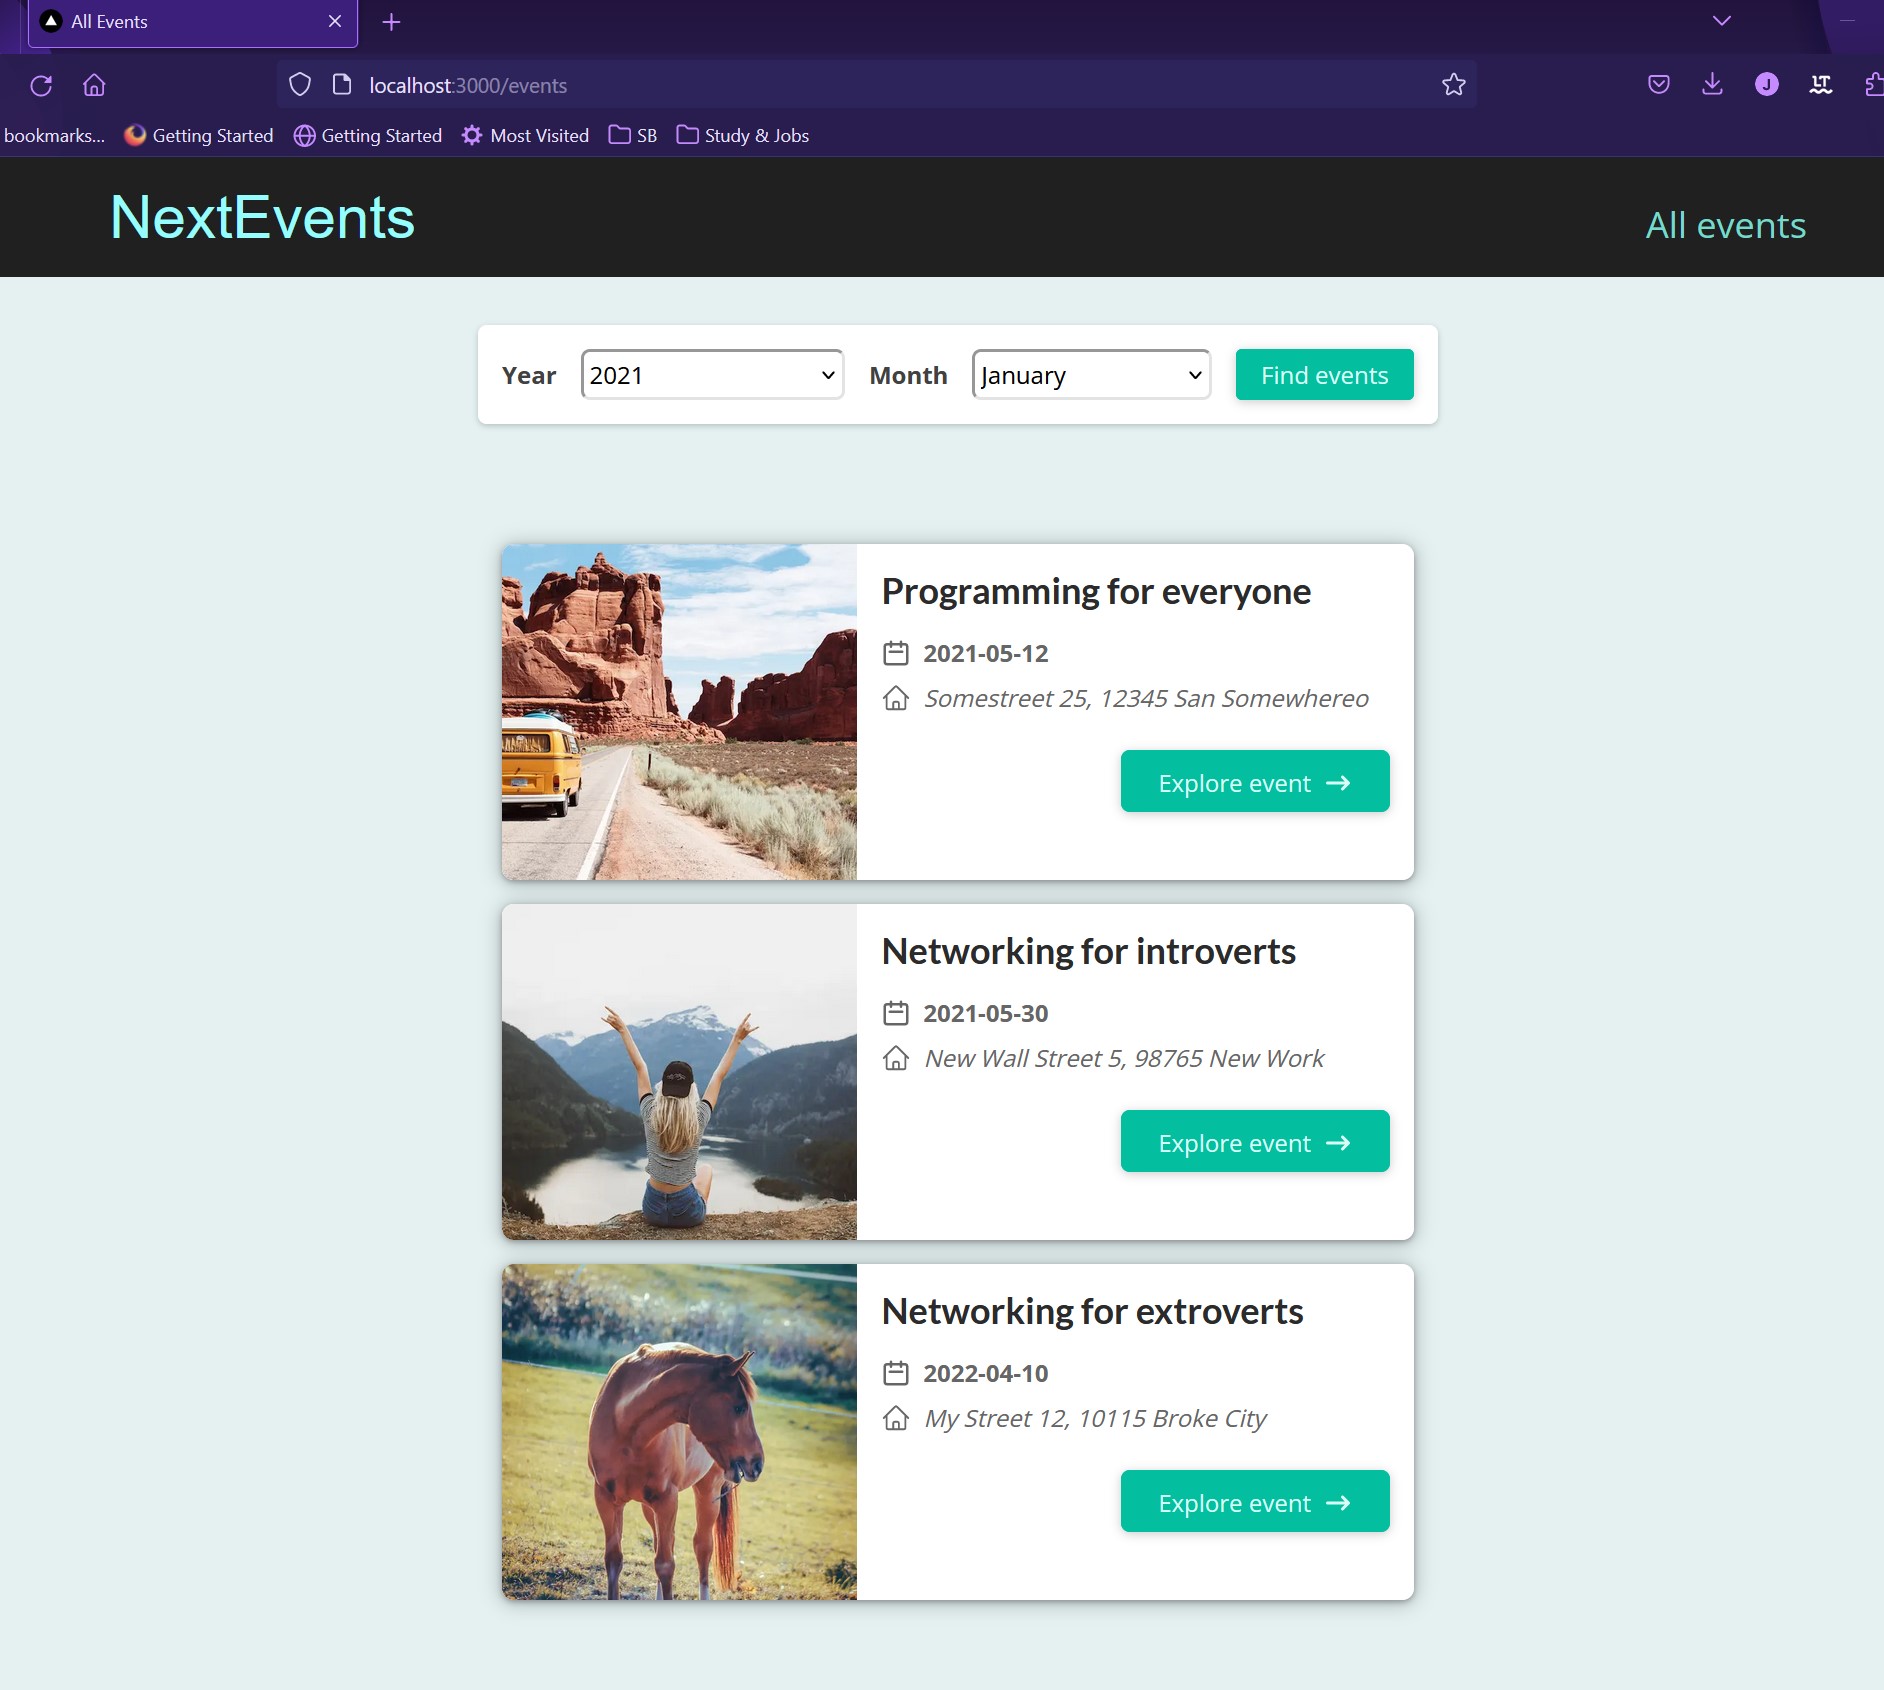 All Events
localhost:3000/events
bookmarks... Getting Started Getting Started Most Visited SB Study & Jobs
J LT
NextEvents All events
Year 2021 Month January Find events
Programming for everyone
2021-05-12
Somestreet 25, 12345 San Somewhereo
Explore event →
Networking for introverts
2021-05-30
New Wall Street 5, 98765 New Work
Explore event →
Networking for extroverts
2022-04-10
My Street 12, 10115 Broke City
Explore event →